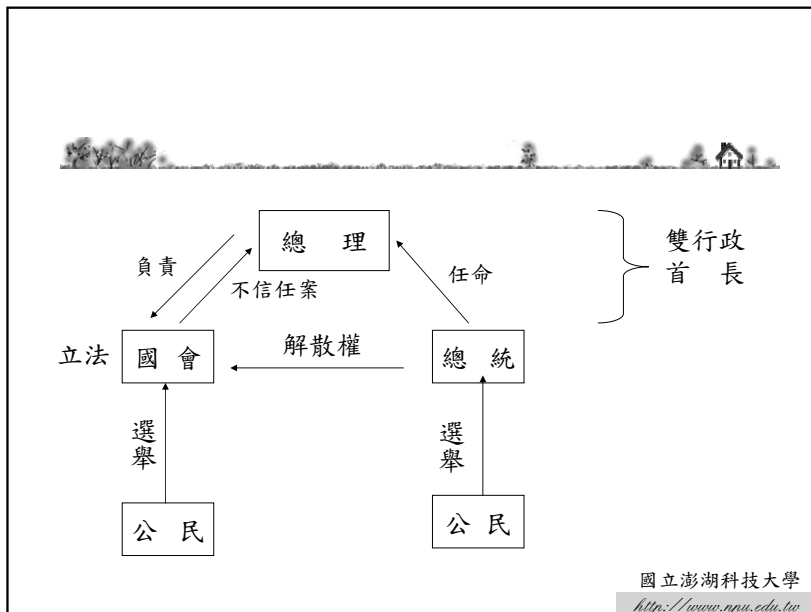 總 理
雙行政
首 長
負責
不信任案
任命
立法
國 會
解散權
總 統
選舉
選舉
公 民
公 民
國立澎湖科技大學
http://www.npu.edu.tw